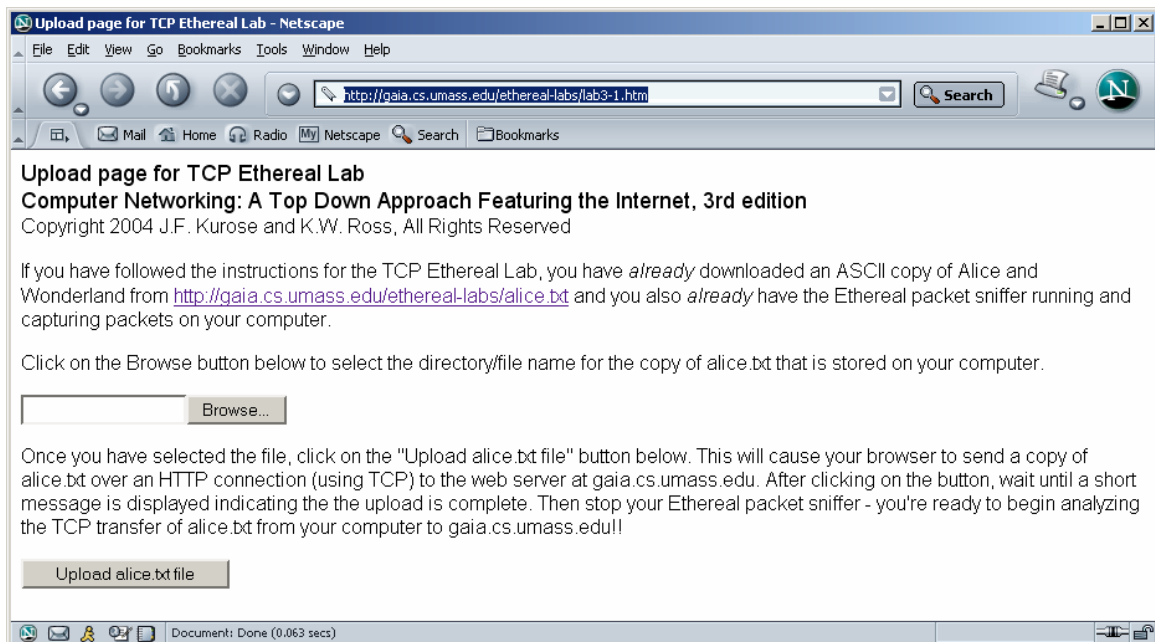 Upload page for TCP Ethereal Lab - Netscape
File Edit View Go Bookmarks Tools Window Help
http://gaia.cs.umass.edu/ethereal-labs/lab3-1.htm Search N
Mail Home Radio My Netscape Search Bookmarks
Upload page for TCP Ethereal Lab
Computer Networking: A Top Down Approach Featuring the Internet, 3rd edition
Copyright 2004 J.F. Kurose and K.W. Ross, All Rights Reserved
If you have followed the instructions for the TCP Ethereal Lab, you have already downloaded an ASCII copy of Alice and
Wonderland from http://gaia.cs.umass.edu/ethereal-labs/alice.txt and you also already have the Ethereal packet sniffer running and
capturing packets on your computer.
Click on the Browse button below to select the directory/file name for the copy of alice.txt that is stored on your computer.
Browse...
Once you have selected the file, click on the "Upload alice.txt file" button below. This will cause your browser to send a copy of
alice.txt over an HTTP connection (using TCP) to the web server at gaia.cs.umass.edu. After clicking on the button, wait until a short
message is displayed indicating the the upload is complete. Then stop your Ethereal packet sniffer - you're ready to begin analyzing
the TCP transfer of alice.txt from your computer to gaia.cs.umass.edu!!
Upload alice.txt file
Document: Done (0.063 secs)